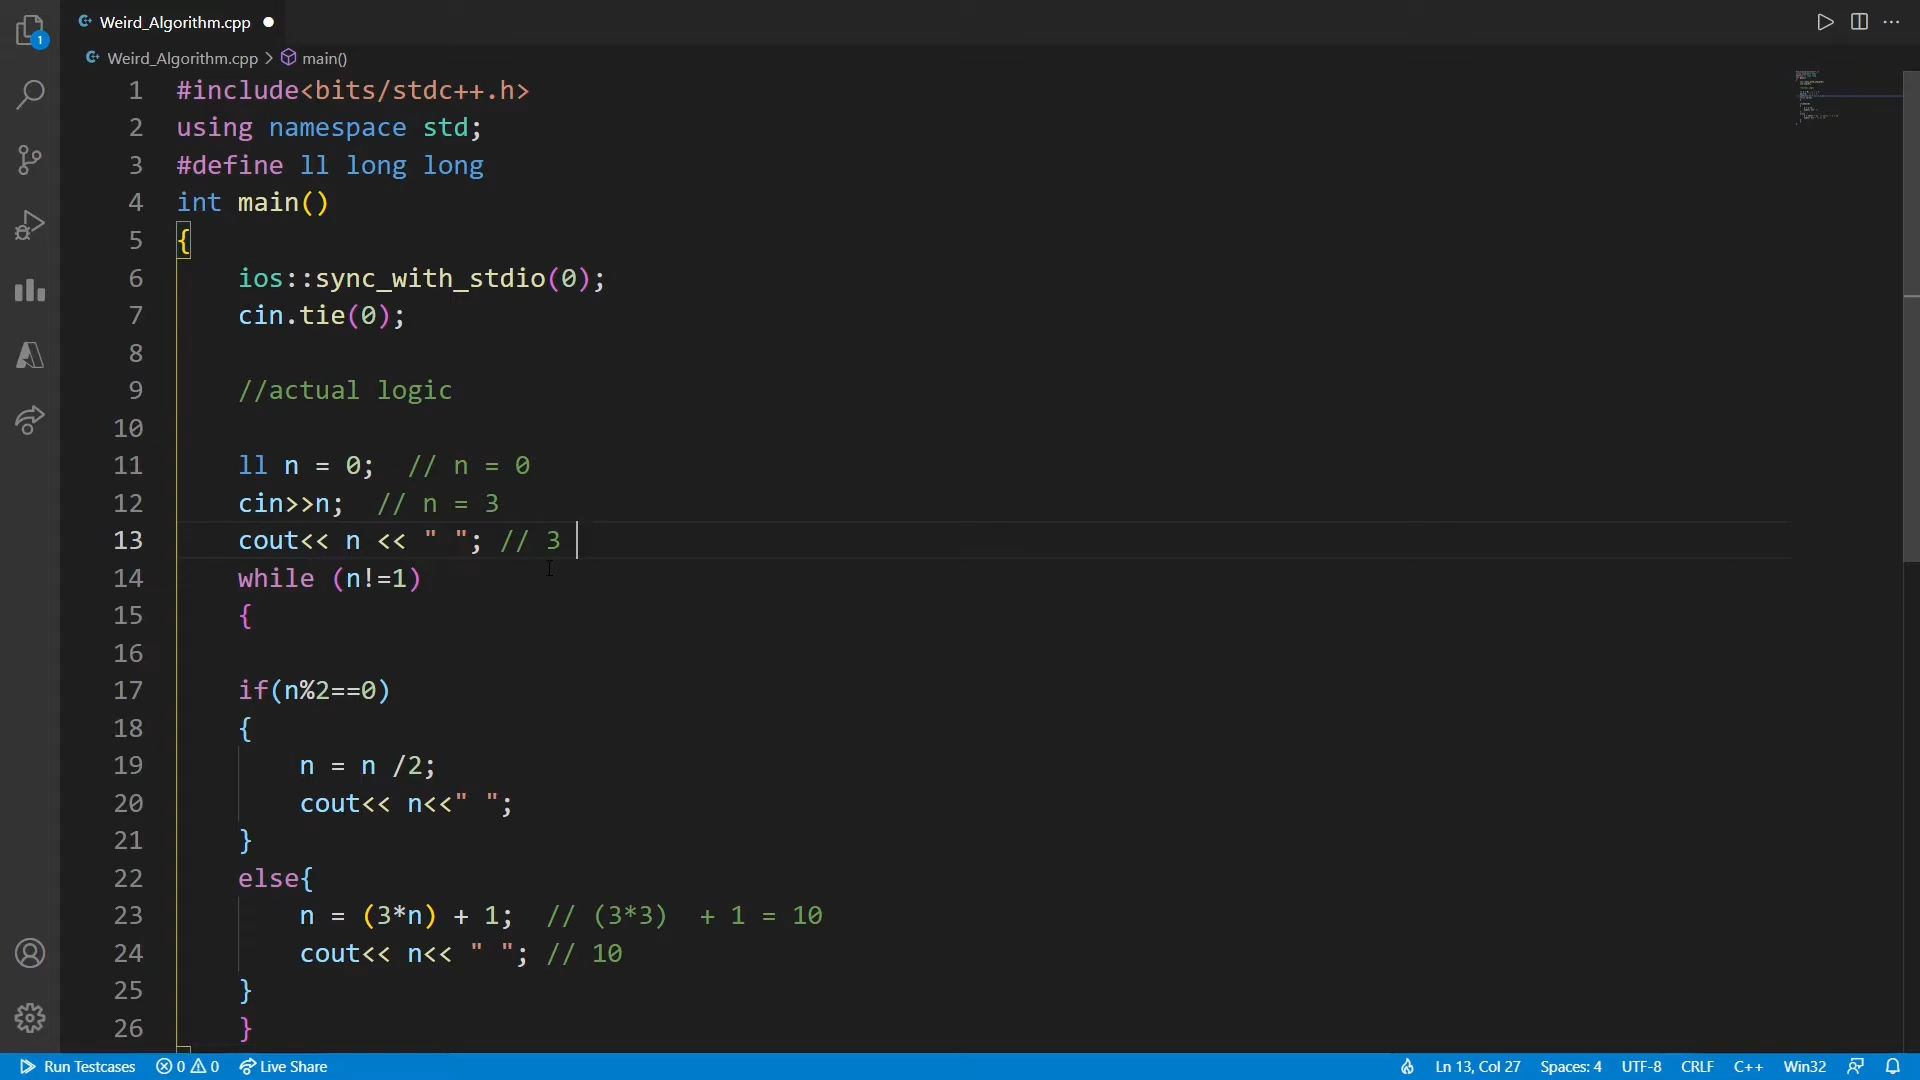 Weird_Algorithm.cpp
Weird_Algorithm.cpp > main()
1
1 #include<bits/stdc++.h>
2 using namespace std;
3 #define ll long long
4 int main()
5 {
6 ios::sync_with_stdio(0);
7 cin.tie(0);
8
9 //actual logic
10
11 ll n = 0;  // n = 0
12 cin>>n;  // n = 3
13 cout<< n << " "; // 3
14 while (n!=1)
15 {
16
17 if(n%2==0)
18 {
19 n = n /2;
20 cout<< n<<" ";
21 }
22 else{
23 n = (3*n) + 1;  // (3*3)  + 1 = 10
24 cout<< n<< " "; // 10
25 }
26 }
Run Testcases 0 0 Live Share Ln 13, Col 27 Spaces: 4 UTF-8 CRLF C++ Win32